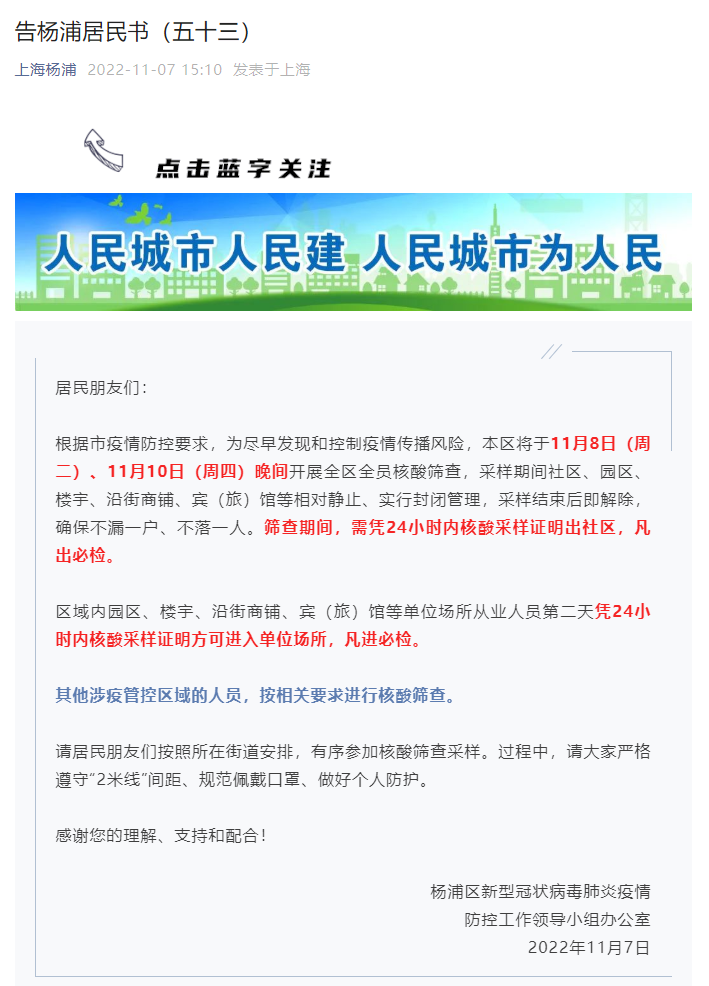 告杨浦居民书（五十三）
上海杨浦 2022-11-07 15:10 发表于上海
点击蓝字关注
人民城市人民建 人民城市为人民
居民朋友们：
根据市疫情防控要求，为尽早发现和控制疫情传播风险，本区将于11月8日（周
二）、11月10日（周四）晚间开展全区全员核酸筛查，采样期间社区、园区、
楼宇、沿街商铺、宾（旅）馆等相对静止、实行封闭管理，采样结束后即解除，
确保不漏一户、不落一人。筛查期间，需凭24小时内核酸采样证明出社区，凡
出必检。
区域内园区、楼宇、沿街商铺、宾（旅）馆等单位场所从业人员第二天凭24小
时内核酸采样证明方可进入单位场所，凡进必检。
其他涉疫管控区域的人员，按相关要求进行核酸筛查。
请居民朋友们按照所在街道安排，有序参加核酸筛查采样。过程中，请大家严格
遵守“2米线”间距、规范佩戴口罩、做好个人防护。
感谢您的理解、支持和配合！
杨浦区新型冠状病毒肺炎疫情
防控工作领导小组办公室
2022年11月7日